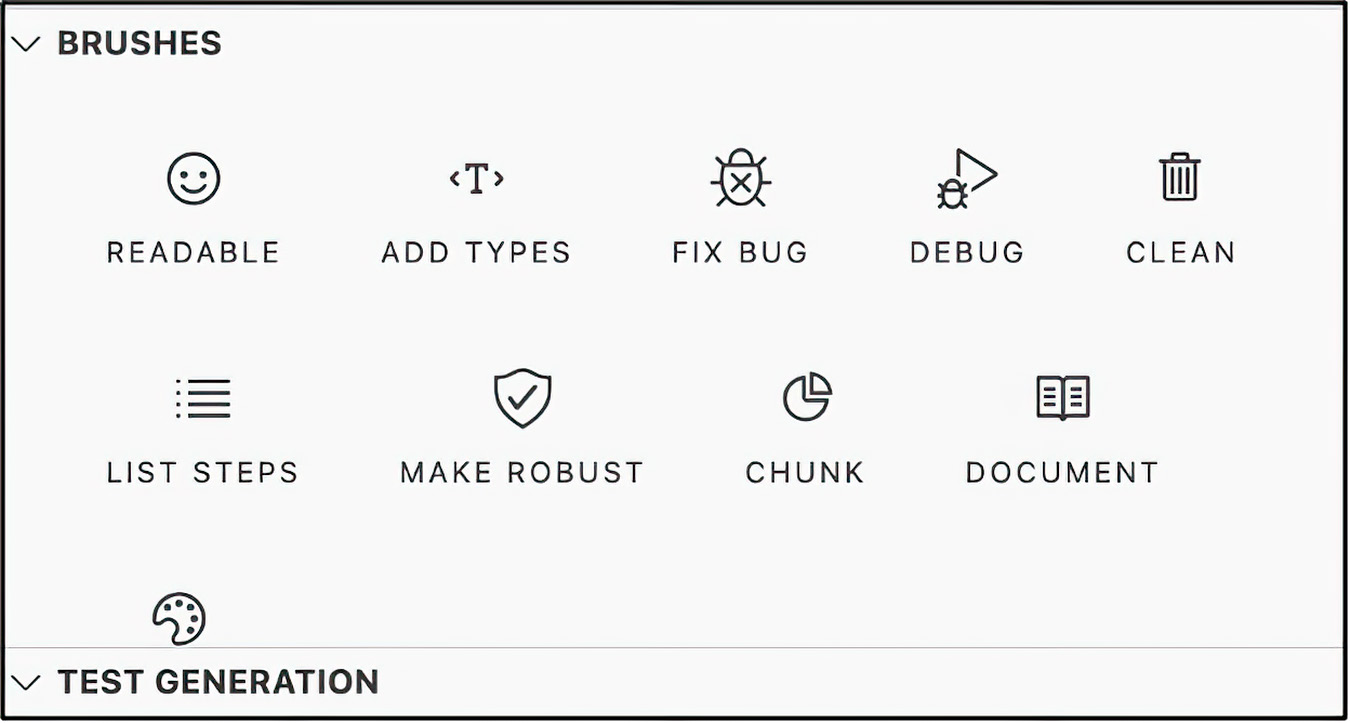 BRUSHES
READABLE ADD TYPES FIX BUG DEBUG CLEAN
LIST STEPS MAKE ROBUST CHUNK DOCUMENT
TEST GENERATION